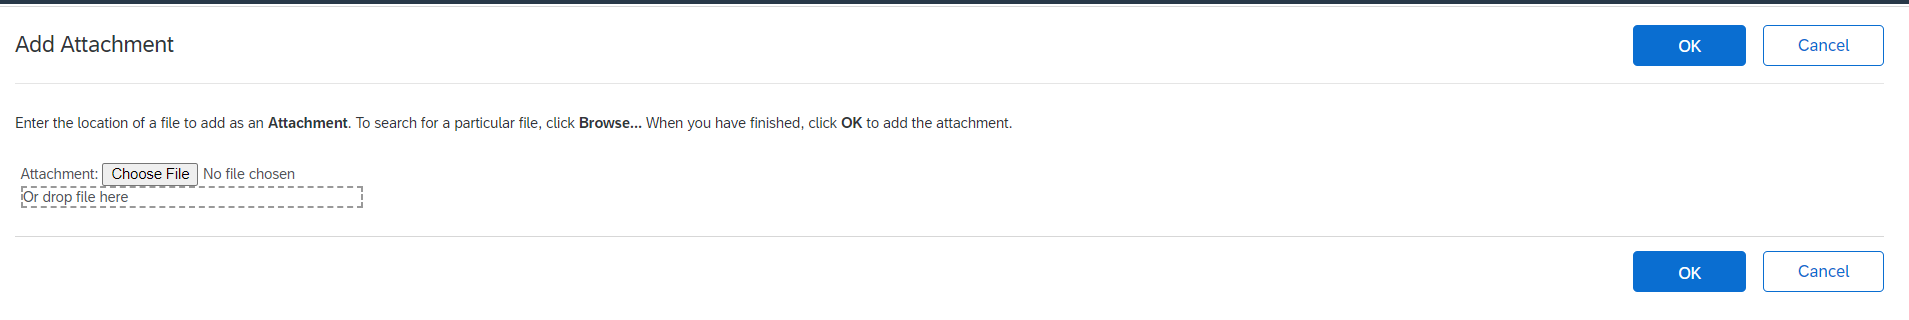 Add Attachment
OK
Cancel
Enter the location of a file to add as an Attachment. To search for a particular file, click Browse... When you have finished, click OK to add the attachment.
Attachment: Choose File No file chosen
Or drop file here
OK
Cancel